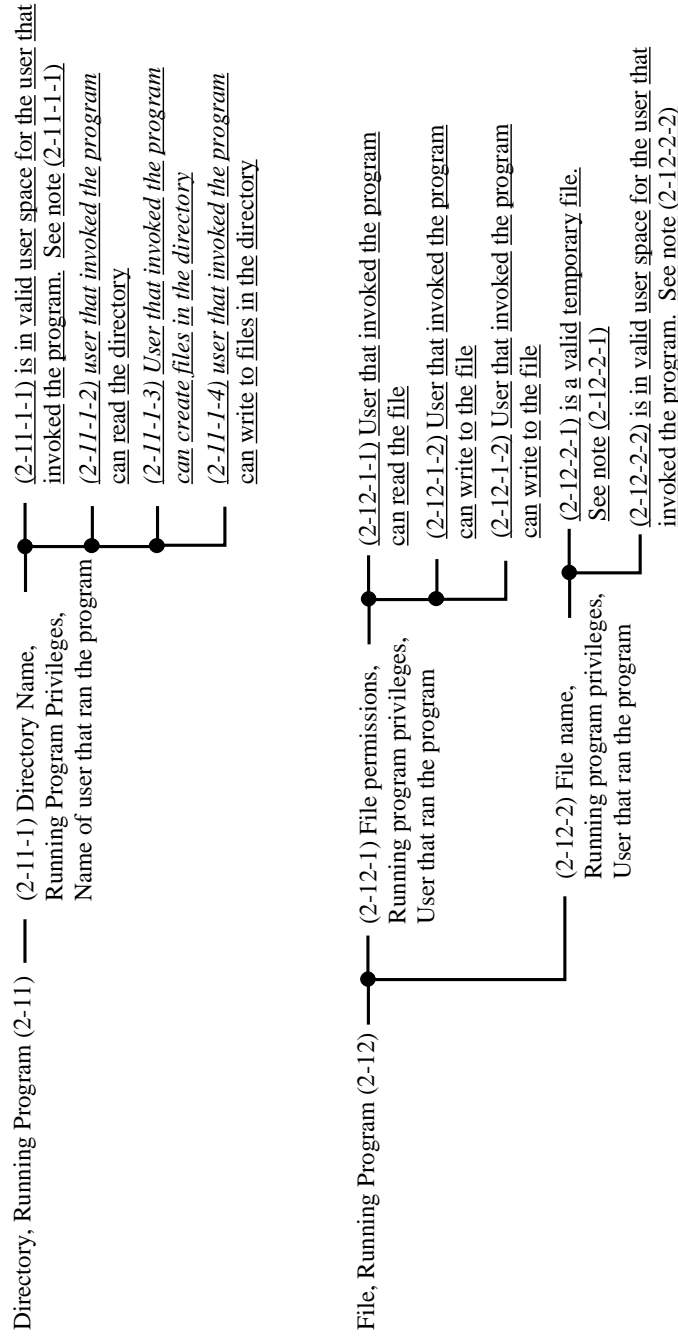 Directory, Running Program (2-11)
(2-11-1) Directory Name,
Running Program Privileges,
Name of user that ran the program
(2-11-1-1) is in valid user space for the user that
invoked the program. See note (2-11-1-1)
(2-11-1-2) user that invoked the program
can read the directory
(2-11-1-3) User that invoked the program
can create files in the directory
(2-11-1-4) user that invoked the program
can write to files in the directory
File, Running Program (2-12)
(2-12-1) File permissions,
Running program privileges,
User that ran the program
(2-12-1-1) User that invoked the program
can read the file
(2-12-1-2) User that invoked the program
can write to the file
(2-12-1-2) User that invoked the program
can write to the file
(2-12-2) File name,
Running program privileges,
User that ran the program
(2-12-2-1) is a valid temporary file.
See note (2-12-2-1)
(2-12-2-2) is in valid user space for the user that
invoked the program. See note (2-12-2-2)